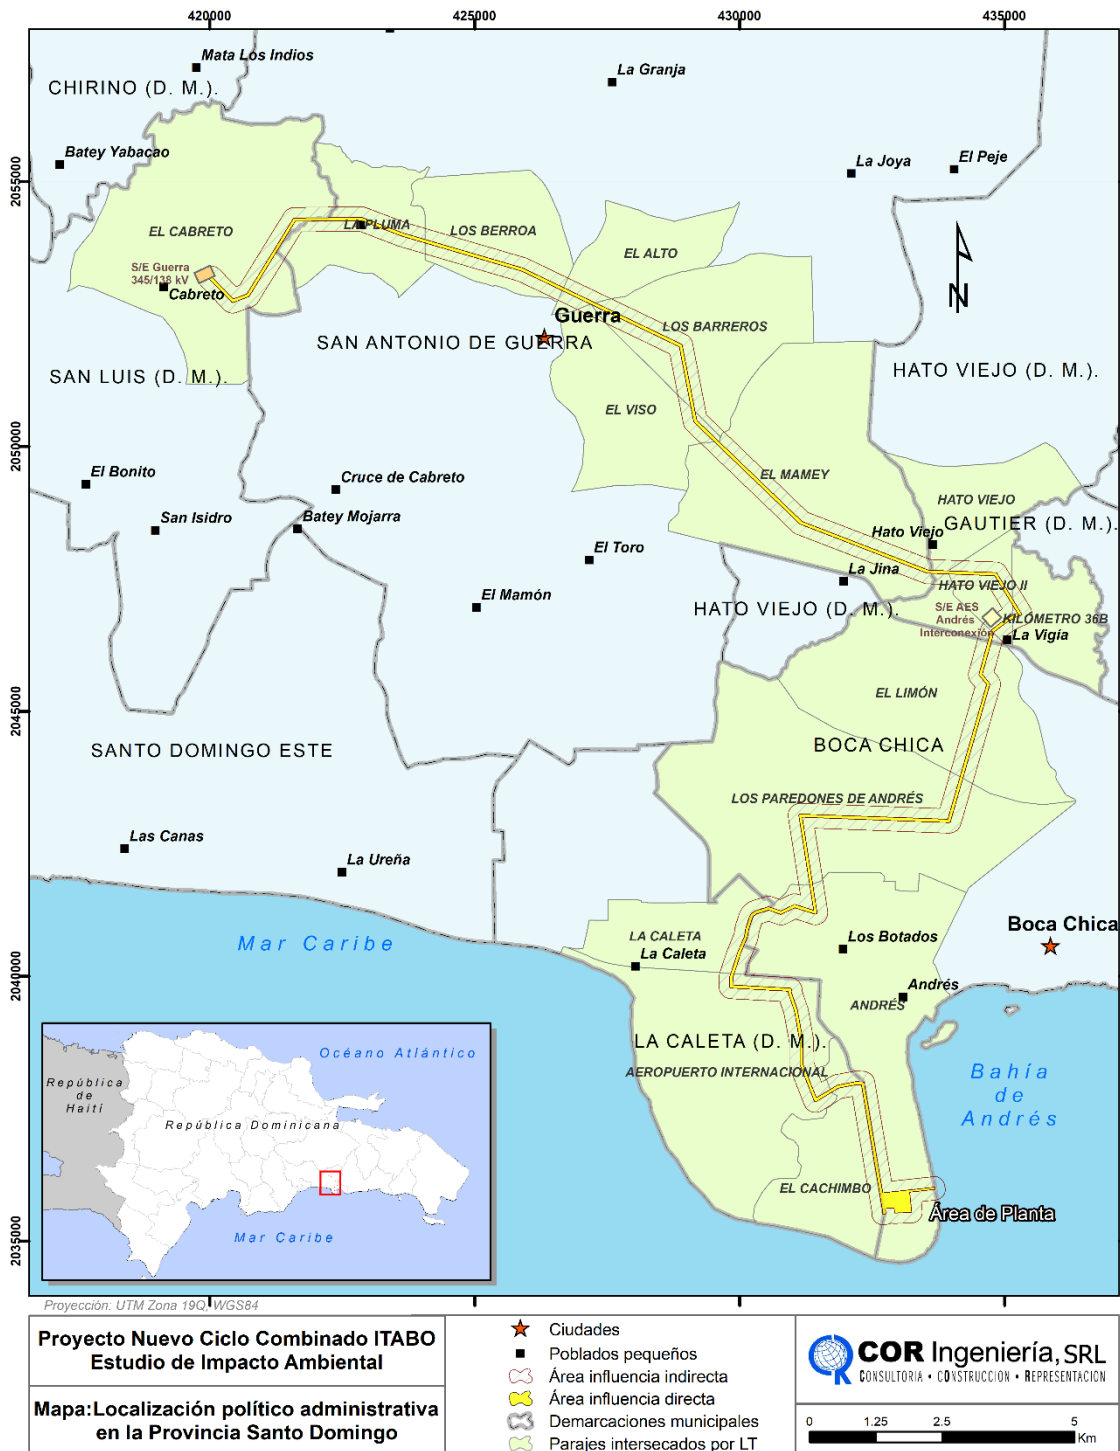 420000 425000 430000 435000
Mata Los Indios
La Granja
CHIRINO (D. M.).
Batey Yabacao
La Joya
El Peje
2055000
EL CABRETO
LA PLUMA
LOS BERROA
EL ALTO
S/E Guerra
345/138 kV
Cabreto
N
Guerra
LOS BARREROS
SAN ANTONIO DE GUERRA
SAN LUIS (D. M.).
HATO VIEJO (D. M.).
EL VISO
2050000
El Bonito
Cruce de Cabreto
EL MAMEY
HATO VIEJO
San Isidro
Batey Mojarra
Hato Viejo
GAUTIER (D. M.).
El Toro
La Jina
HATO VIEJO II
El Mamón
HATO VIEJO (D. M.).
S/E AES
Andrés
Interconexión
KILÓMETRO 36B
La Vigía
2045000
EL LIMÓN
SANTO DOMINGO ESTE
BOCA CHICA
LOS PAREDONES DE ANDRÉS
Las Canas
La Ureña
Mar Caribe
LA CALETA
La Caleta
Los Botados
Boca Chica
2040000
Andrés
ANDRÉS
LA CALETA (D. M.).
AEROPUERTO INTERNACIONAL
Bahía
de
Andrés
EL CACHIMBO
Área de Planta
2035000
Océano Atlántico
República
de
Haití
República Dominicana
Mar Caribe
Proyección: UTM Zona 19Q, WGS84
Proyecto Nuevo Ciclo Combinado ITABO
Estudio de Impacto Ambiental
Mapa:Localización político administrativa
en la Provincia Santo Domingo
Ciudades
Poblados pequeños
Área influencia indirecta
Área influencia directa
Demarcaciones municipales
Parajes intersecados por LT
COR Ingeniería, SRL
CONSULTORIA • CONSTRUCCION • REPRESENTACION
0 1.25 2.5 5
Km